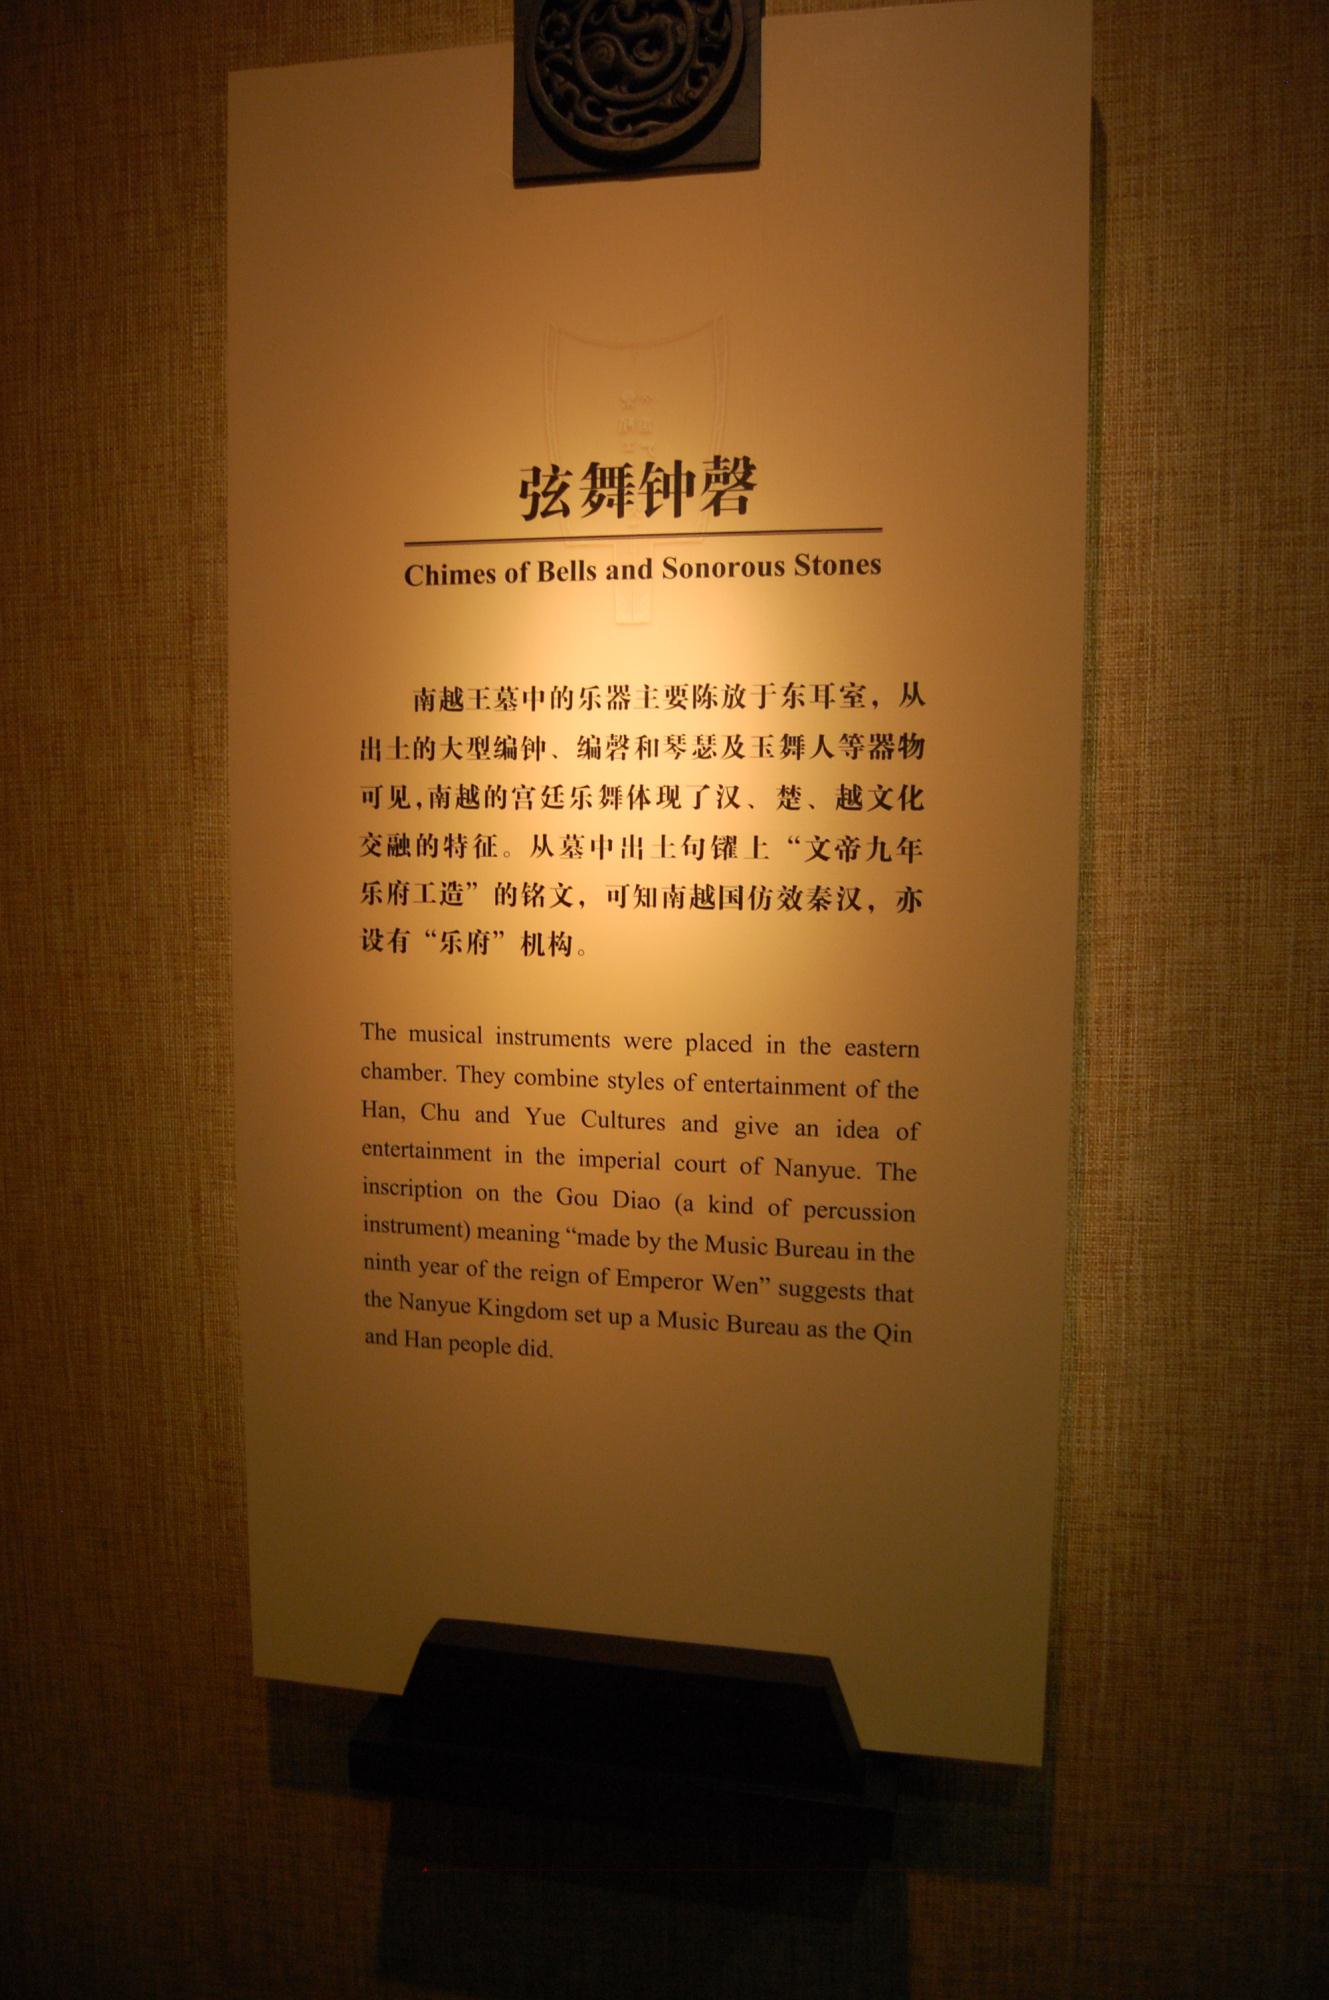 弦舞钟磬
Chimes of Bells and Sonorous Stones
南越王墓中的乐器主要陈放于东耳室，从
出土的大型编钟、编磬和琴瑟及玉舞人等器物
可见，南越的宫廷乐舞体现了汉、楚、越文化
交融的特征。从墓中出土句鑃上“文帝九年
乐府工造”的铭文，可知南越国仿效秦汉，亦
设有“乐府”机构。
The musical instruments were placed in the eastern
chamber. They combine styles of entertainment of the
Han, Chu and Yue Cultures and give an idea of
entertainment in the imperial court of Nanyue. The
inscription on the Gou Diao (a kind of percussion
instrument) meaning “made by the Music Bureau in the
ninth year of the reign of Emperor Wen” suggests that
the Nanyue Kingdom set up a Music Bureau as the Qin
and Han people did.